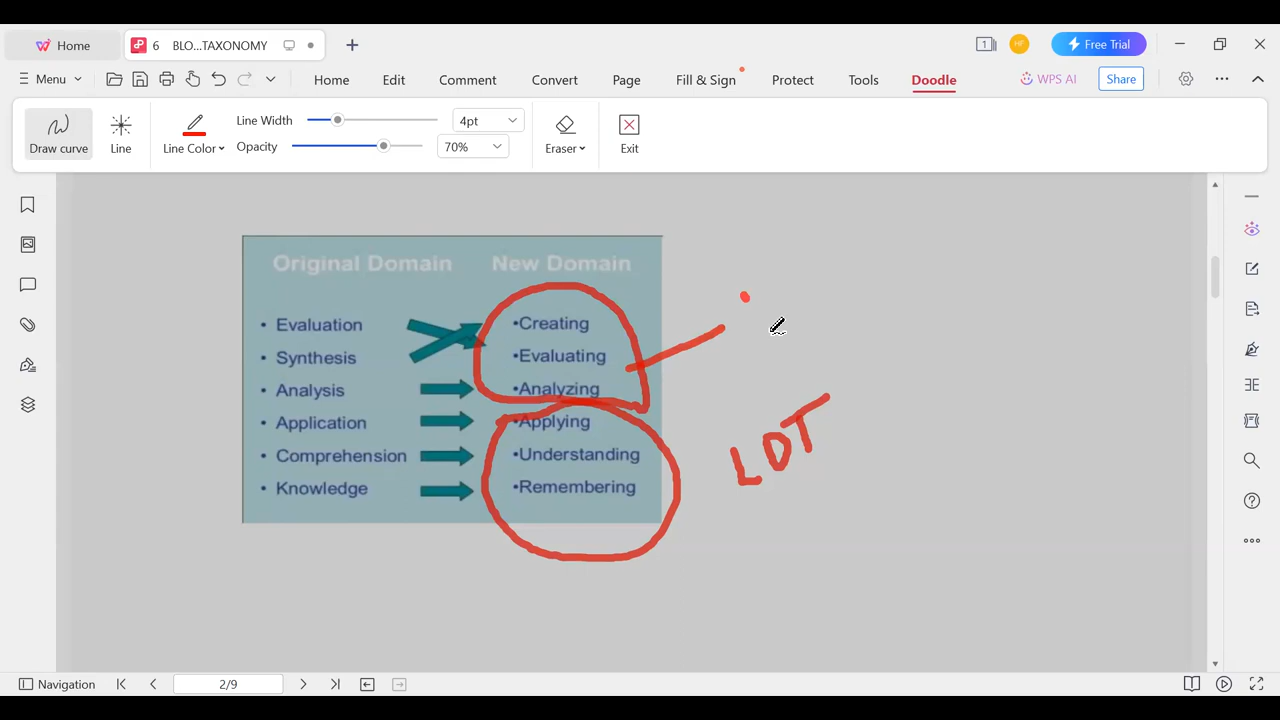 Home
6 BLO...TAXONOMY
1
HF
Free Trial
Menu
Home Edit Comment Convert Page Fill & Sign Protect Tools Doodle
WPS AI
Share
Draw curve
Line
Line Color
Line Width
4pt
Opacity
70%
Eraser
Exit
Original Domain New Domain
• Evaluation •Creating
• Synthesis •Evaluating
• Analysis •Analyzing
• Application •Applying
• Comprehension •Understanding
• Knowledge •Remembering
LOT
Navigation
2/9